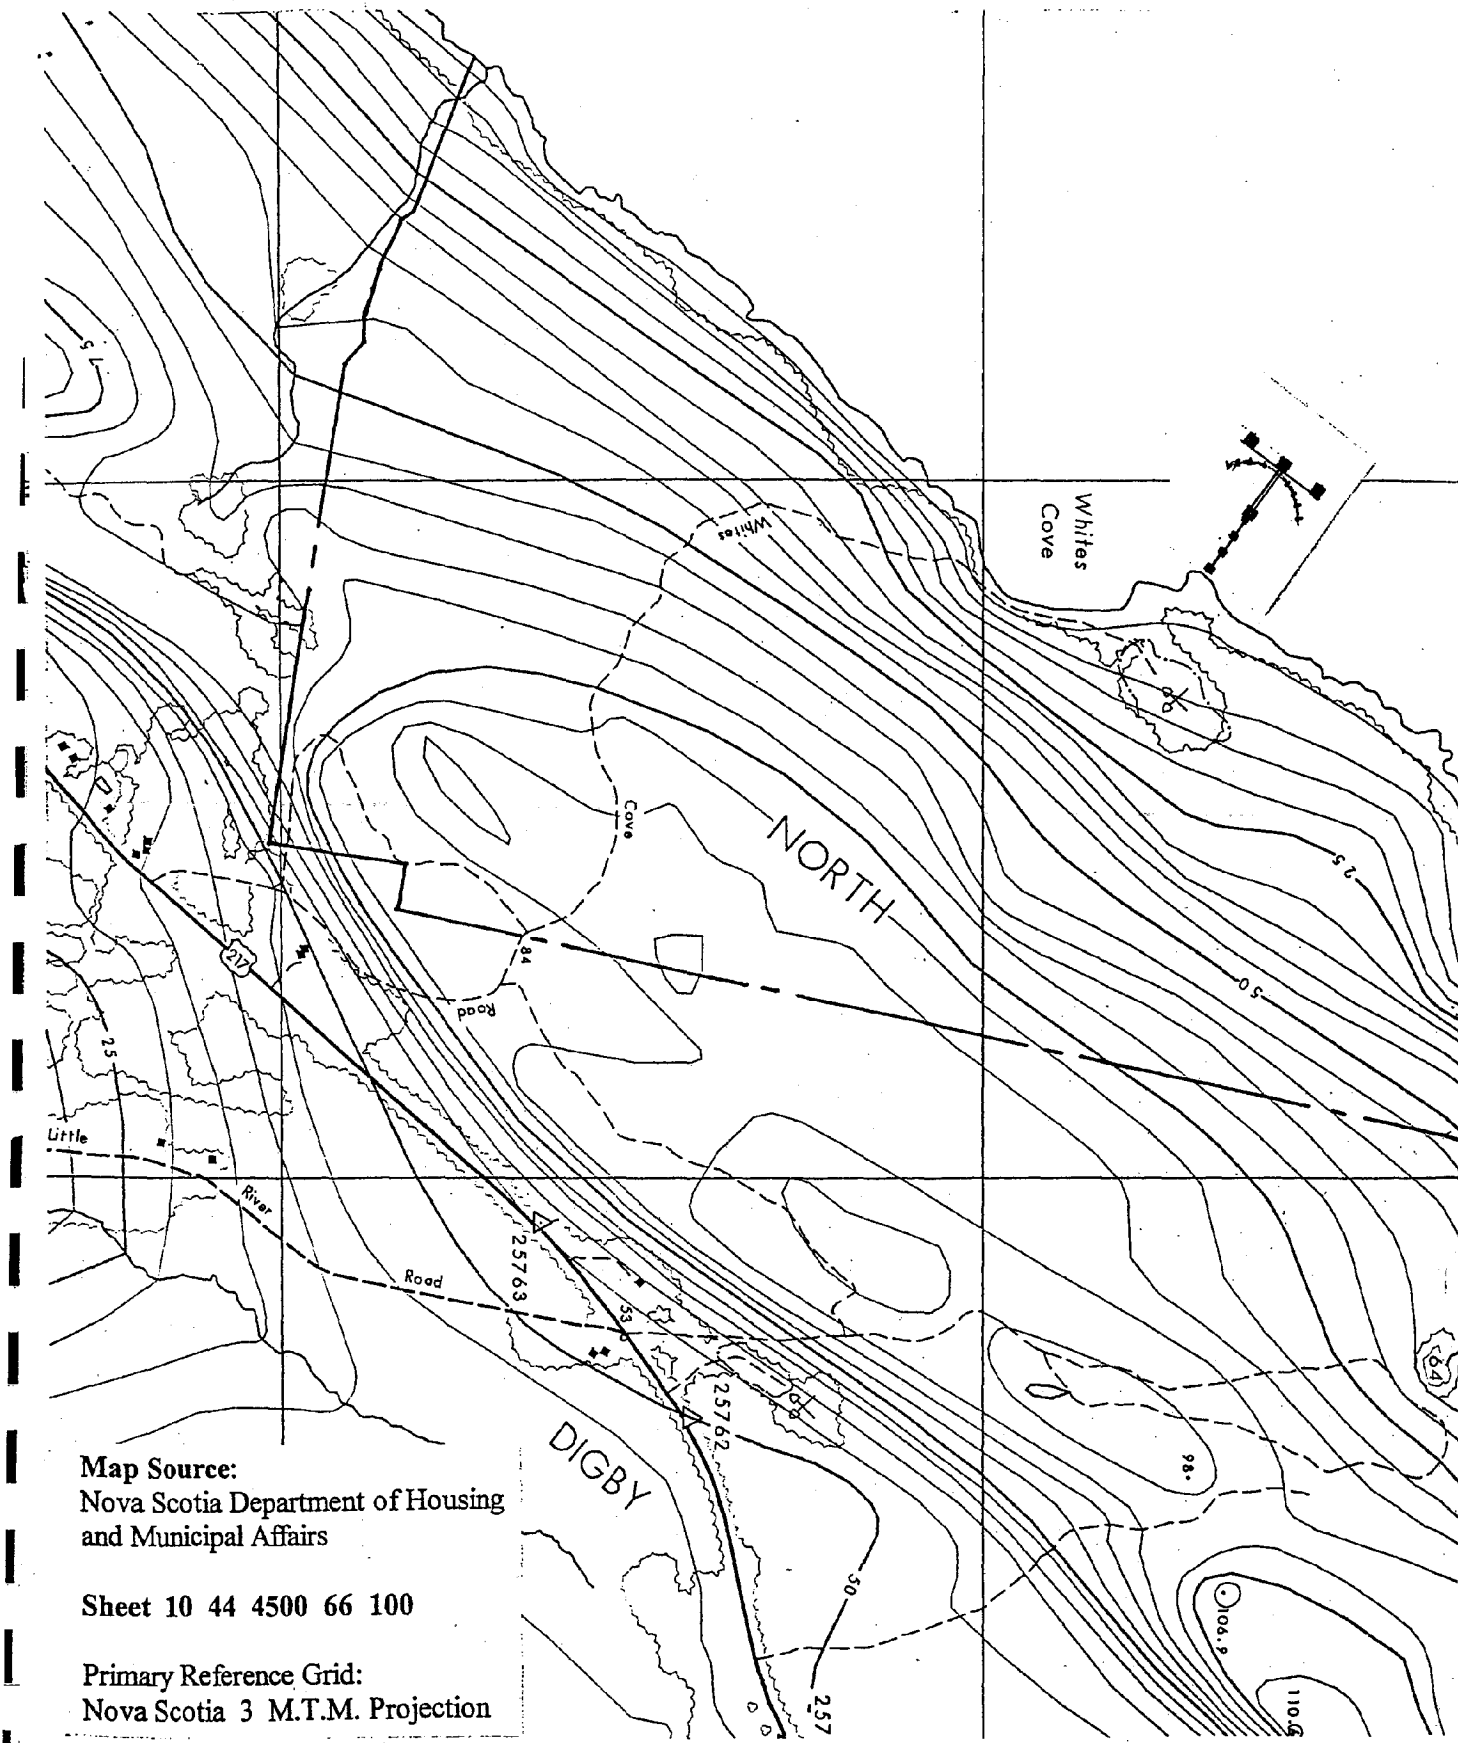 75
Whites
Cove
Whites
Cove
NORTH
25
50
84
Road
217
25
Little
River
Road
25763
53
25762
64
98
DIGBY
50
106.9
110.
257
Map Source:
Nova Scotia Department of Housing
and Municipal Affairs
Sheet 10 44 4500 66 100
Primary Reference Grid:
Nova Scotia 3 M.T.M. Projection